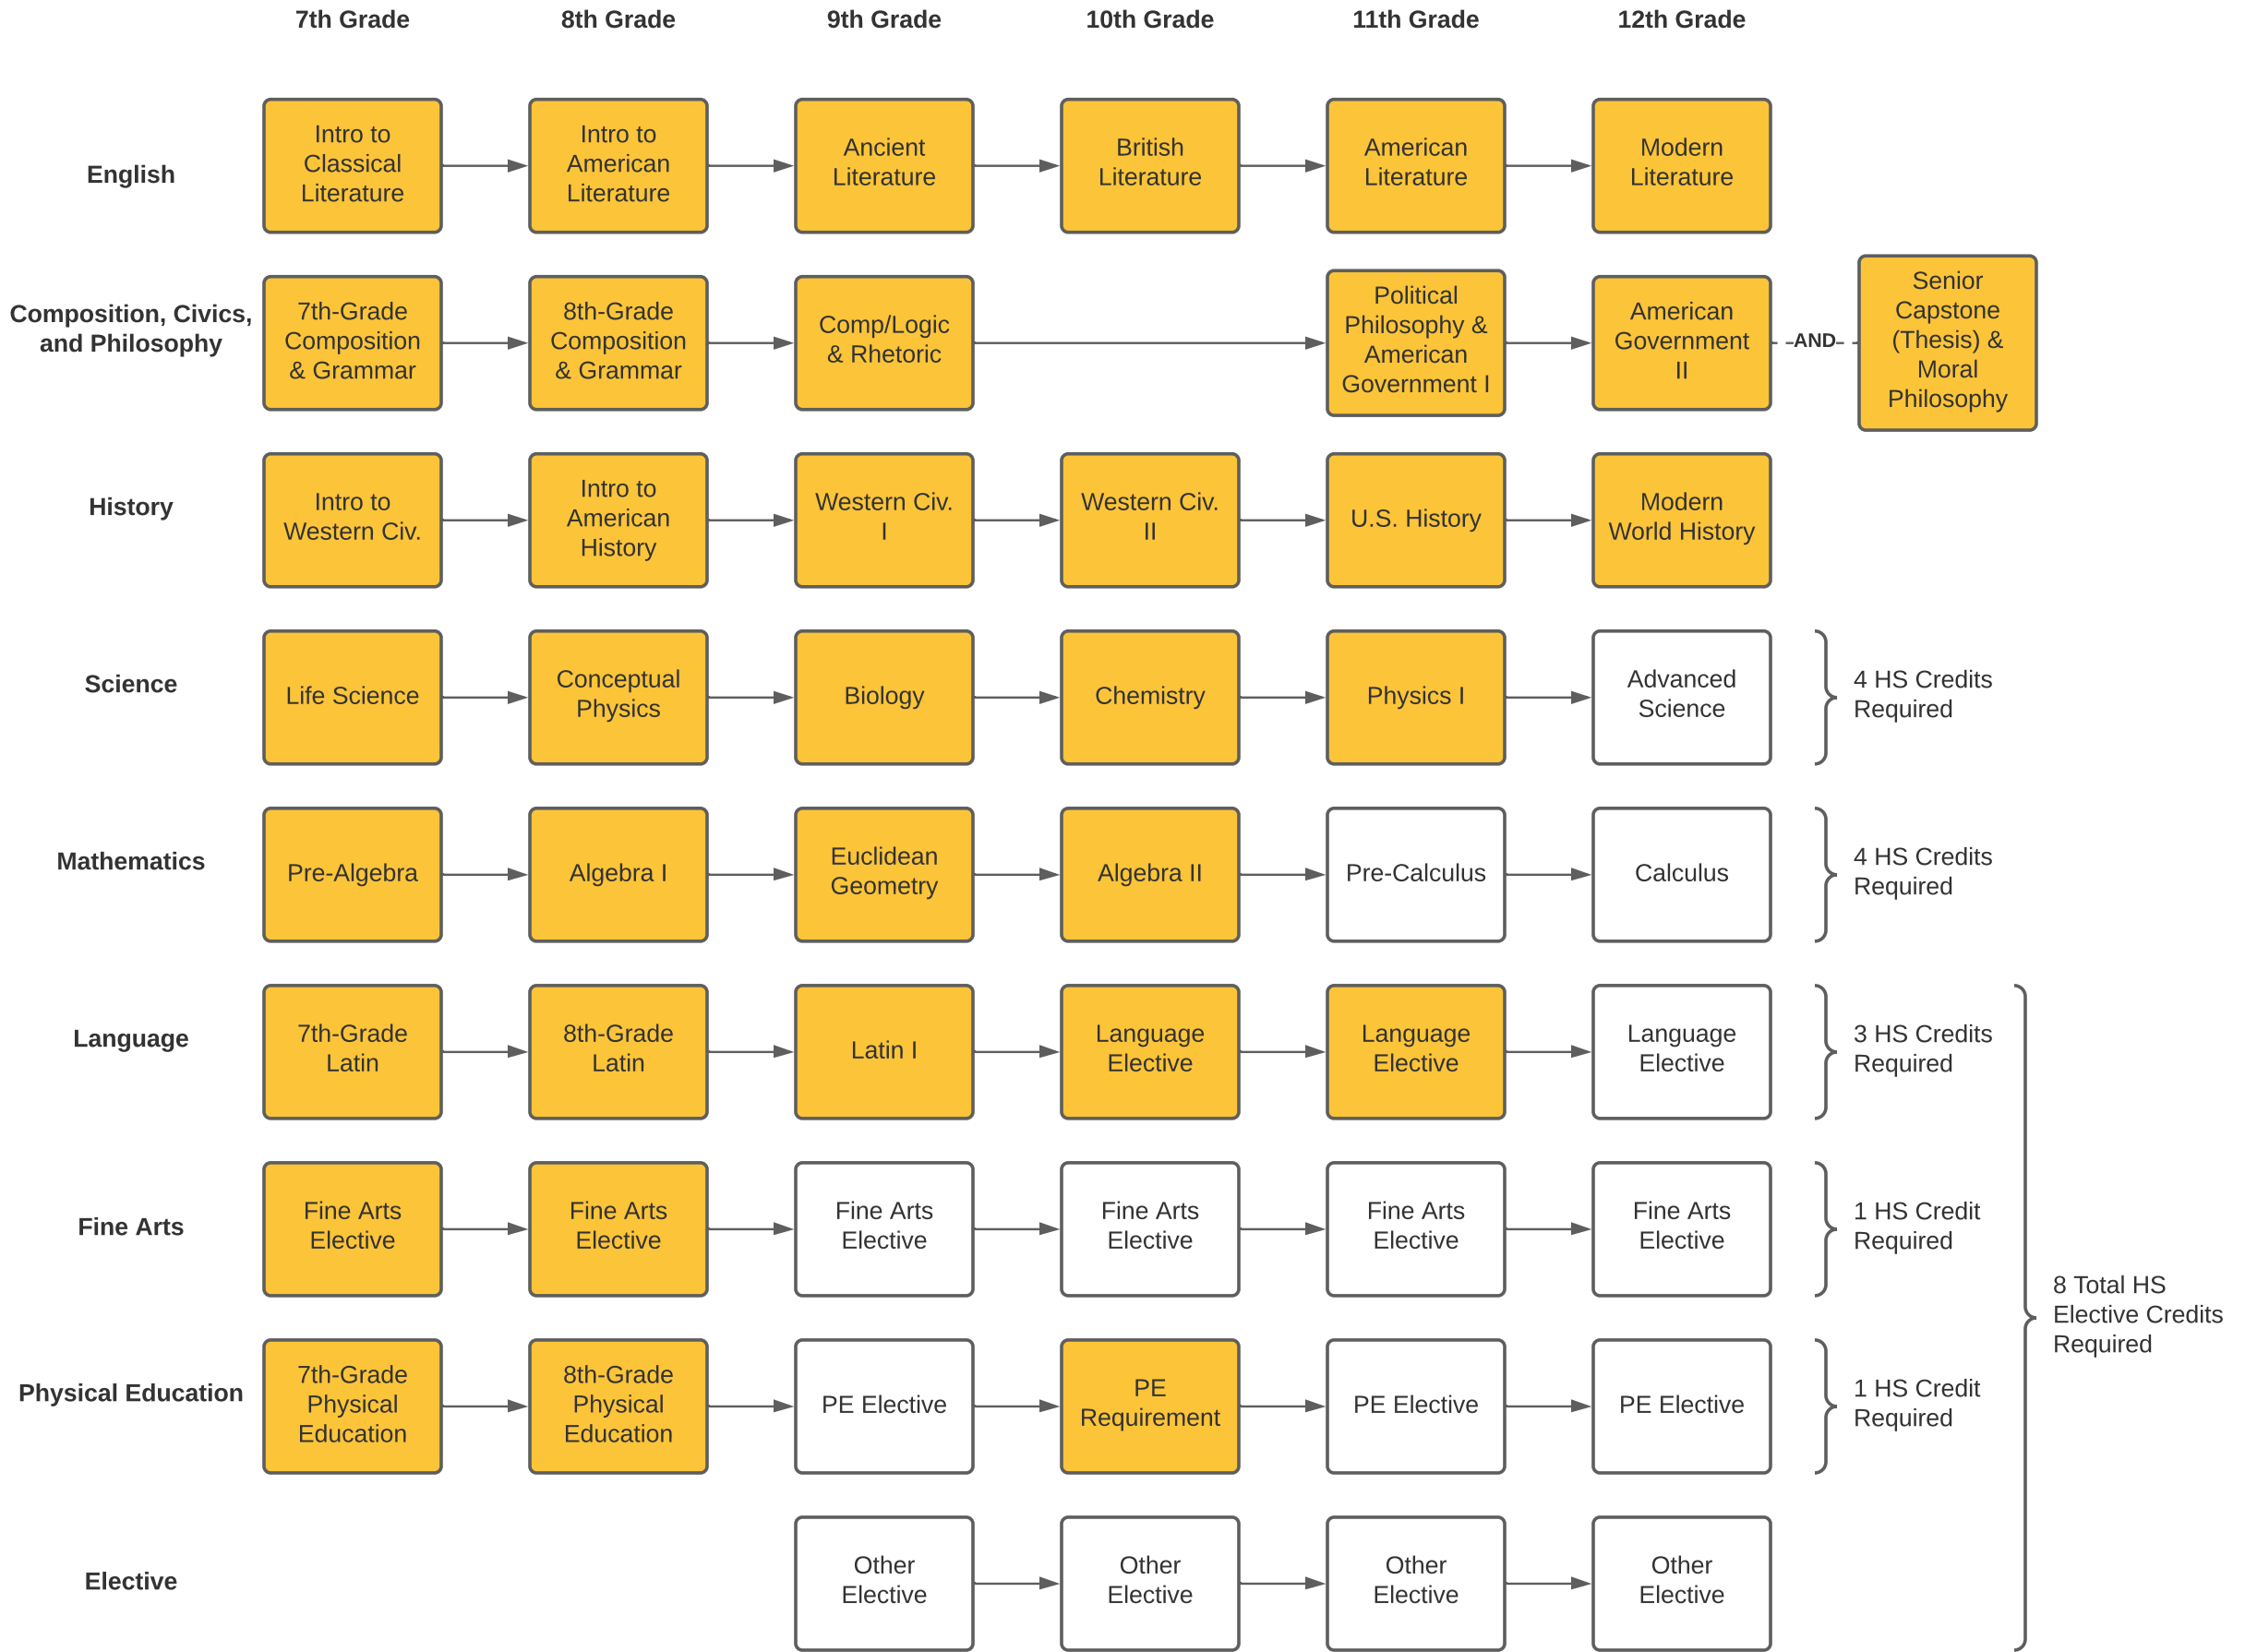 7th Grade
8th Grade
9th Grade
10th Grade
11th Grade
12th Grade
English
Intro to
Classical
Literature
Intro to
American
Literature
Ancient
Literature
British
Literature
American
Literature
Modern
Literature
Composition, Civics,
and Philosophy
7th-Grade
Composition
& Grammar
8th-Grade
Composition
& Grammar
Comp/Logic
& Rhetoric
Political
Philosophy &
American
Government I
American
Government
II
AND
Senior
Capstone
(Thesis) &
Moral
Philosophy
History
Intro to
Western Civ.
Intro to
American
History
Western Civ.
I
Western Civ.
II
U.S. History
Modern
World History
Science
Life Science
Conceptual
Physics
Biology
Chemistry
Physics I
Advanced
Science
4 HS Credits
Required
Mathematics
Pre-Algebra
Algebra I
Euclidean
Geometry
Algebra II
Pre-Calculus
Calculus
4 HS Credits
Required
Language
7th-Grade
Latin
8th-Grade
Latin
Latin I
Language
Elective
Language
Elective
Language
Elective
3 HS Credits
Required
Fine Arts
Fine Arts
Elective
Fine Arts
Elective
Fine Arts
Elective
Fine Arts
Elective
Fine Arts
Elective
Fine Arts
Elective
1 HS Credit
Required
8 Total HS
Elective Credits
Required
Physical Education
7th-Grade
Physical
Education
8th-Grade
Physical
Education
PE Elective
PE
Requirement
PE Elective
PE Elective
1 HS Credit
Required
Elective
Other
Elective
Other
Elective
Other
Elective
Other
Elective